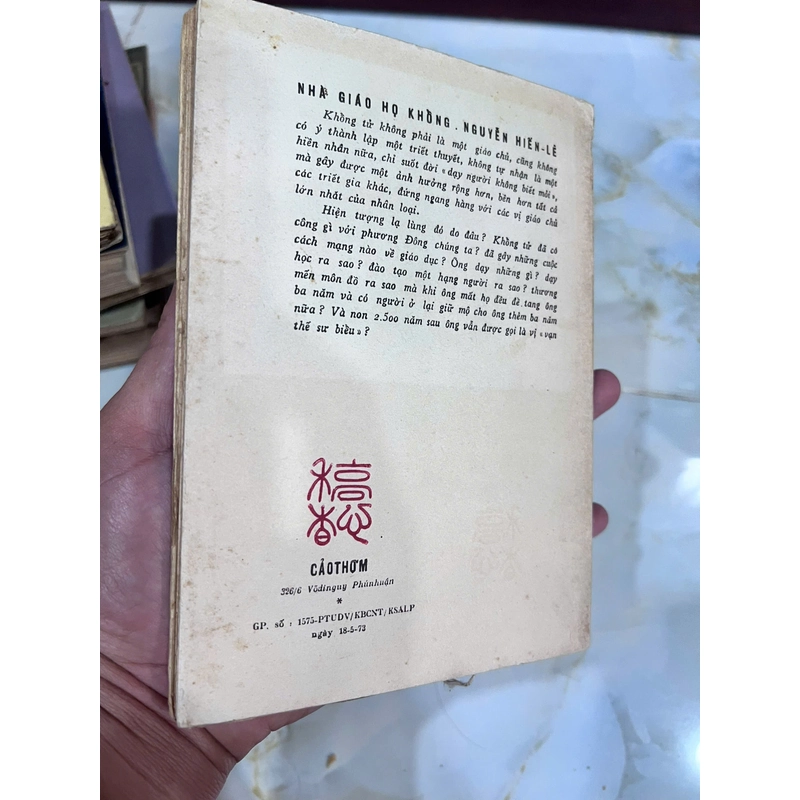 NHÀ GIÁO HỌ KHỒNG . NGUYỄN HIẾN-LÊ
Khồng tử không phải là một giáo chủ, cũng không
có ý thành lập một triết thuyết, không tự nhận là một
hiền nhân nữa, chỉ suốt đời «dạy người không biết mỏi»,
mà gây được một ảnh hưởng rộng hơn, bền hơn tất cả
các triết gia khác, đứng ngang hàng với các vị giáo chủ
lớn nhất của nhân loại.
Hiện tượng lạ lùng đó do đâu ? Khồng tử đã có
công gì với phương Đông chúng ta ? đã gây những cuộc
cách mạng nào về giáo dục ? Ông dạy những gì ? dạy
học ra sao ? đào tạo một hạng người ra sao ? thương
mến môn đồ ra sao mà khi ông mất họ đều đề tang ông
ba năm và có người ở lại giữ mộ cho ông thêm ba năm
nữa ? Và non 2.500 năm sau ông vẫn được gọi là vị «vạn
thế sư biều» ?
CẢOTHƠM
326/6 Võdinguy Phúnhuận
*
GP. số : 1575-PTUDV/KBCNT/KSALP
ngày 18-5-73